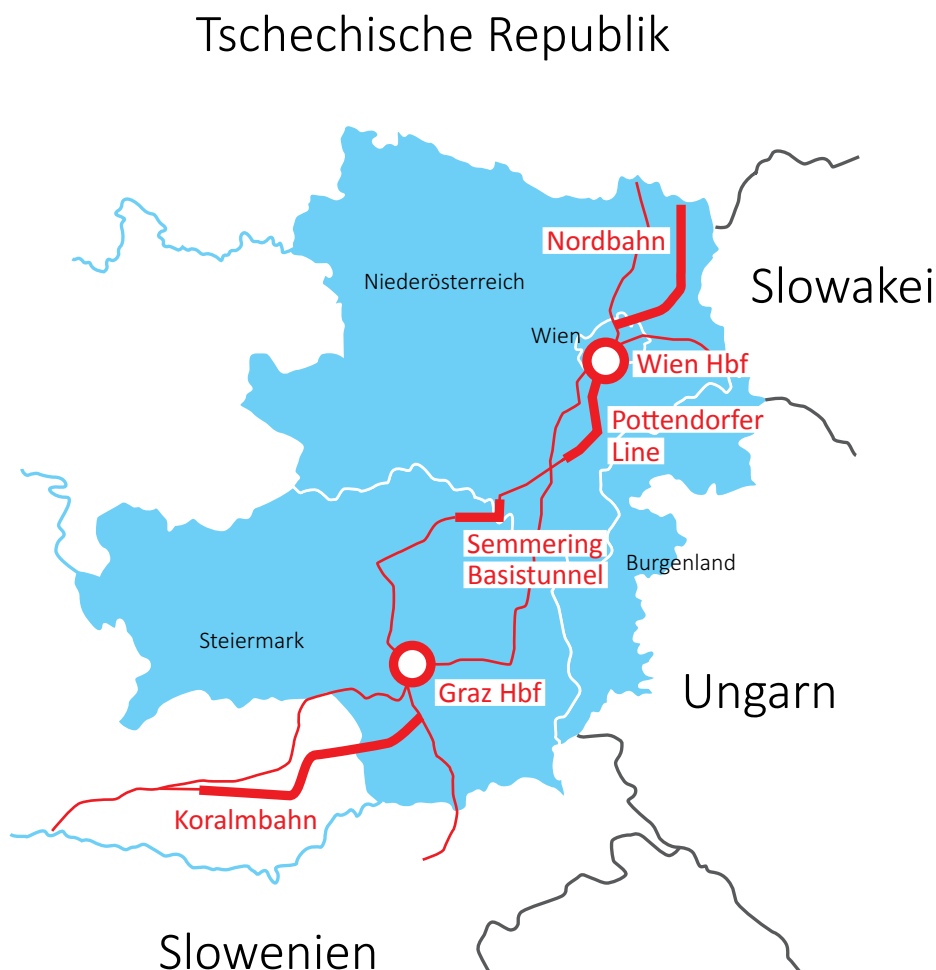 Tschechische Republik
Nordbahn
Niederösterreich
Slowakei
Wien
Wien Hbf
Pottendorfer
Line
Semmering
Basistunnel
Burgenland
Steiermark
Graz Hbf
Ungarn
Koralmbahn
Slowenien